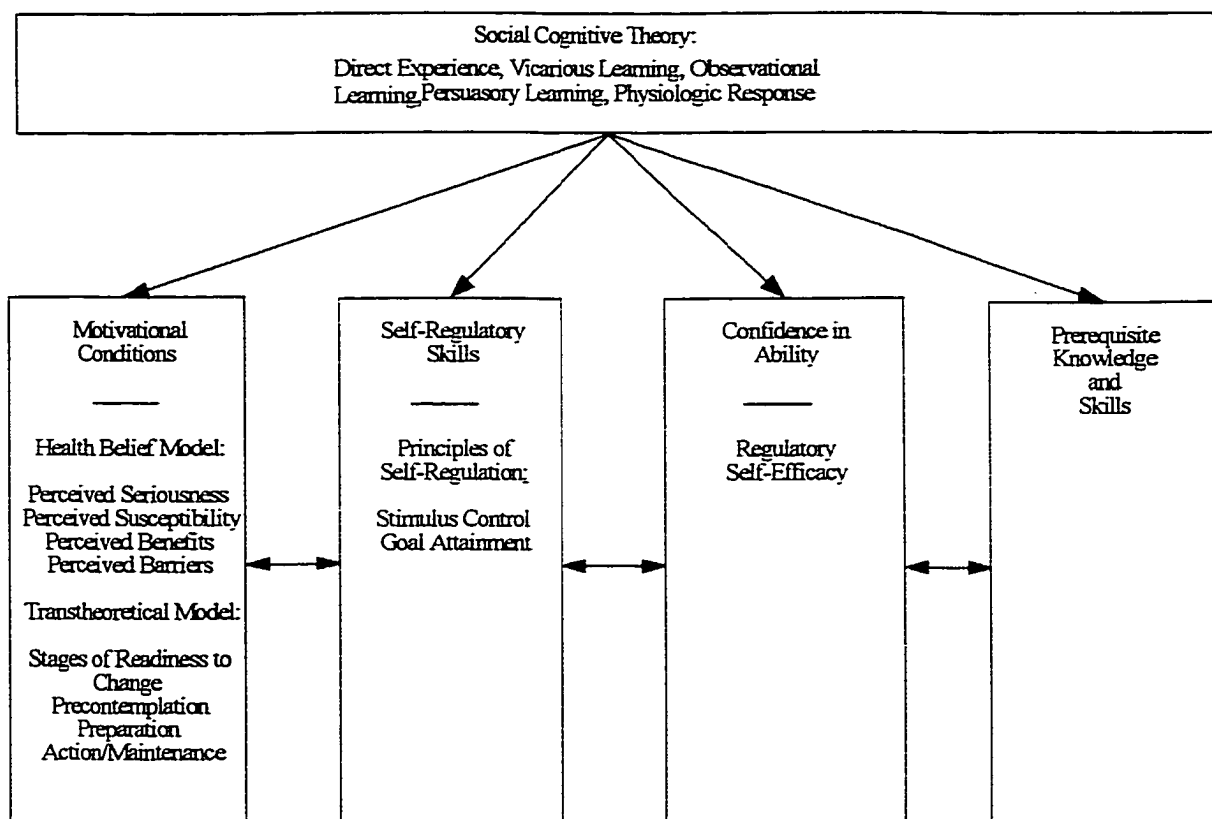 Social Cognitive Theory:
Direct Experience, Vicarious Learning, Observational
Learning,Persuasory Learning, Physiologic Response
Motivational
Conditions
Health Belief Model:
Perceived Seriousness
Perceived Susceptibility
Perceived Benefits
Perceived Barriers
Transtheoretical Model:
Stages of Readiness to
Change
Precontemplation
Preparation
Action/Maintenance
Self-Regulatory
Skills
Principles of
Self-Regulation:
Stimulus Control
Goal Attainment
Confidence in
Ability
Regulatory
Self-Efficacy
Prerequisite
Knowledge
and
Skills